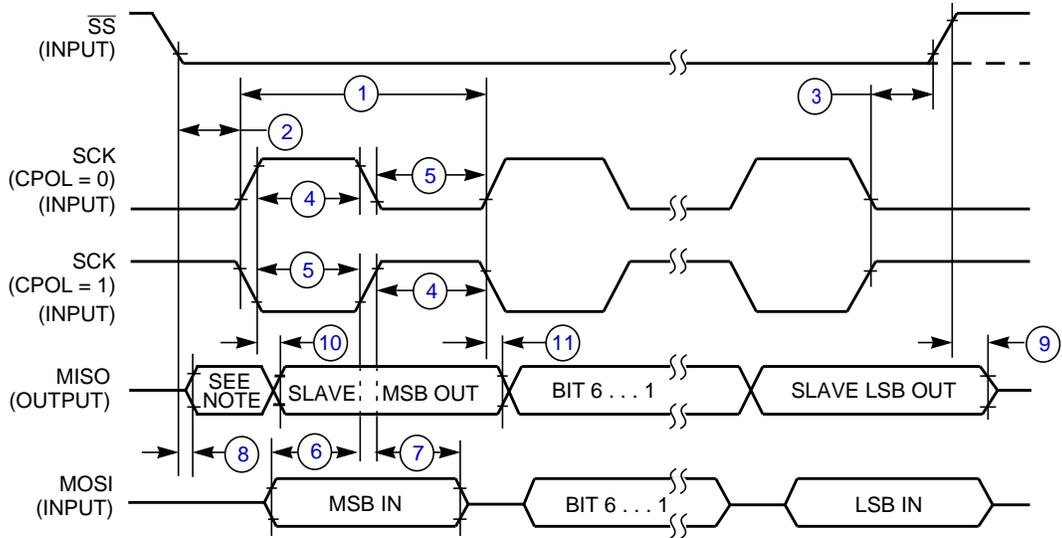 SS
(INPUT)
1
3
2
SCK
(CPOL = 0)
(INPUT)
5
4
SCK
(CPOL = 1)
(INPUT)
5
4
10
11
9
MISO
(OUTPUT)
SEE
NOTE
SLAVE MSB OUT
BIT 6 . . . 1
SLAVE LSB OUT
8
6
7
MOSI
(INPUT)
MSB IN
BIT 6 . . . 1
LSB IN